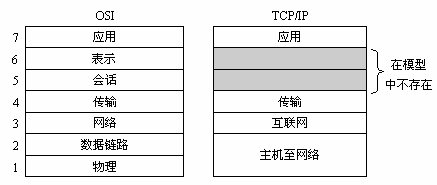 OSI TCP/IP
7 应用 应用
6 表示
5 会话
在模型
中不存在
4 传输 传输
3 网络 互联网
2 数据链路
主机至网络
1 物理